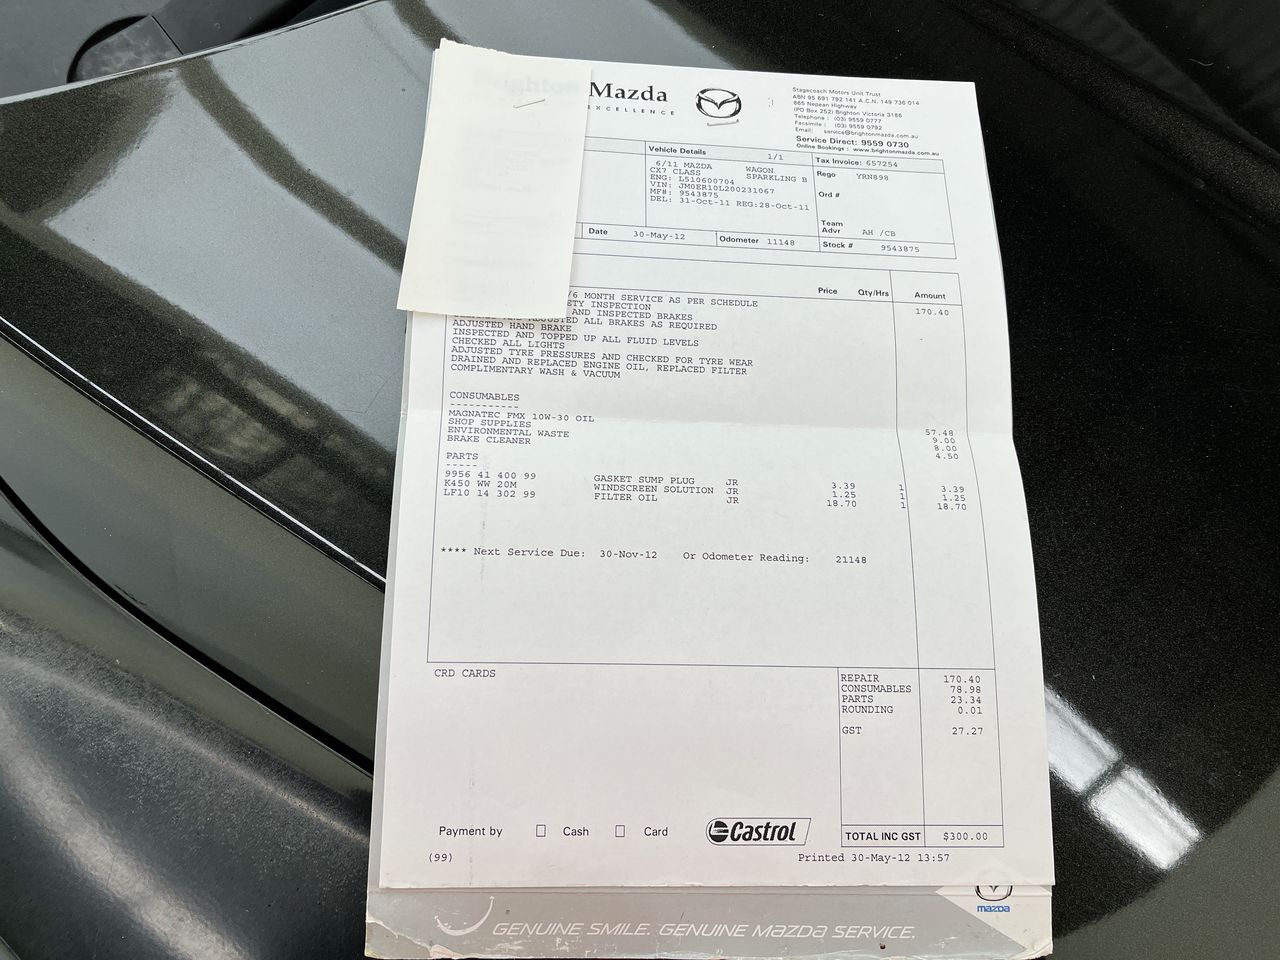 Mazda
EXCELLENCE
Stagecoach Motors Unit Trust
ABN 95 691 792 141 A.C.N. 149 736 014
865 Nepean Highway
(PO Box 252) Brighton Victoria 3186
Telephone : (03) 9559 0777
Facsimile : (03) 9559 0792
Email: service@brightonmazda.com.au
Service Direct: 9559 0730
Online Bookings : www.brightonmazda.com.au
Vehicle Details 1/1
Tax Invoice: 657254
6/11 MAZDA WAGON
CX7 CLASS SPARKLING B
ENG: L510600704
VIN: JM0ER10L200231067
MF#: 9543875
DEL: 31-Oct-11 REG:28-Oct-11
Rego YRN898
Ord #
Team
Advr AH /CB
Date 30-May-12
Odometer 11148
Stock # 9543875
Price Qty/Hrs Amount
/6 MONTH SERVICE AS PER SCHEDULE 170.40
ETY INSPECTION
AND INSPECTED BRAKES
ADJUSTED ALL BRAKES AS REQUIRED
ADJUSTED HAND BRAKE
INSPECTED AND TOPPED UP ALL FLUID LEVELS
CHECKED ALL LIGHTS
ADJUSTED TYRE PRESSURES AND CHECKED FOR TYRE WEAR
DRAINED AND REPLACED ENGINE OIL, REPLACED FILTER
COMPLIMENTARY WASH & VACUUM
CONSUMABLES
-----------
MAGNATEC FMX 10W-30 OIL 57.48
SHOP SUPPLIES 9.00
ENVIRONMENTAL WASTE 8.00
BRAKE CLEANER 4.50
PARTS
-----
9956 41 400 99 GASKET SUMP PLUG JR 3.39 1 3.39
K450 WW 20M WINDSCREEN SOLUTION JR 1.25 1 1.25
LF10 14 302 99 FILTER OIL JR 18.70 1 18.70
**** Next Service Due: 30-Nov-12 Or Odometer Reading: 21148
CRD CARDS
REPAIR 170.40
CONSUMABLES 78.98
PARTS 23.34
ROUNDING 0.01
GST 27.27
Payment by Cash Card
Castrol
TOTAL INC GST $300.00
(99)
Printed 30-May-12 13:57
mazda
GENUINE SMILE. GENUINE MAZDA SERVICE.